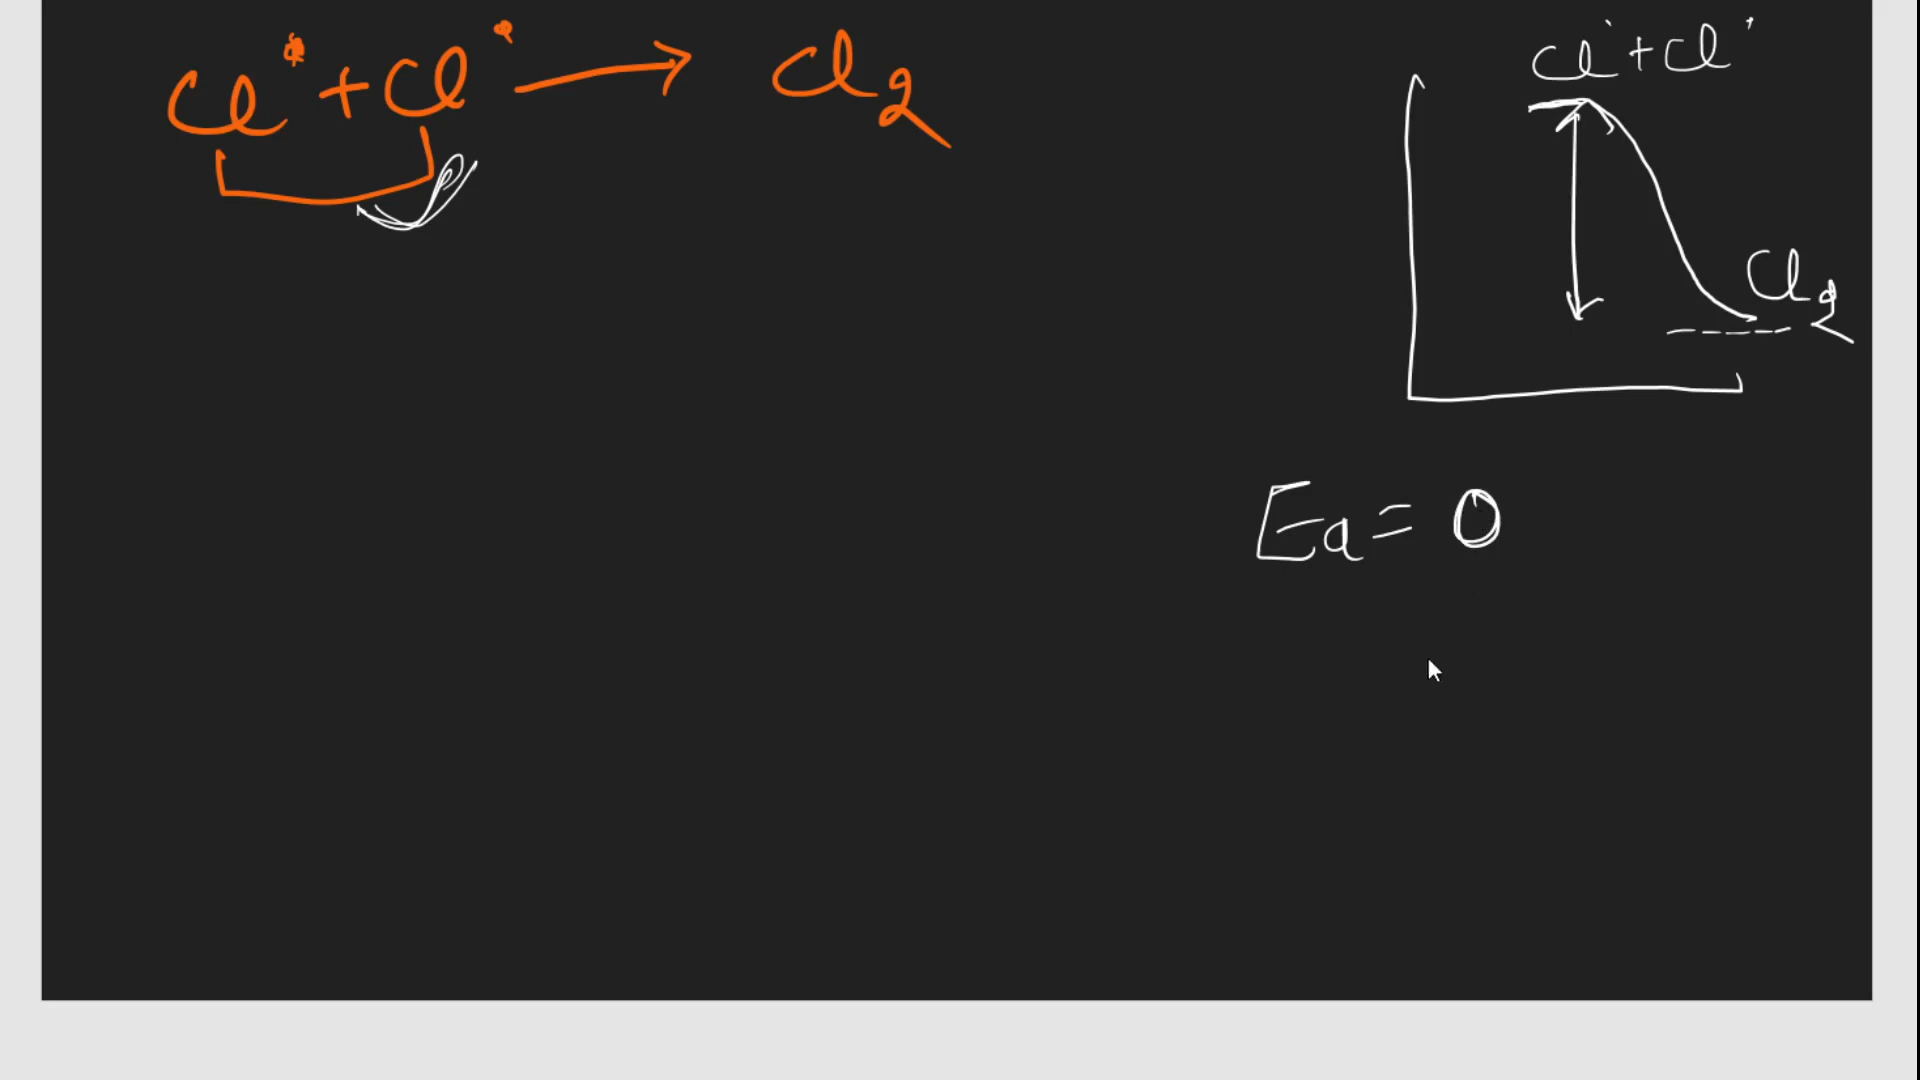 Cl• + Cl• → Cl2
Cl• + Cl•
Cl2
Ea = 0